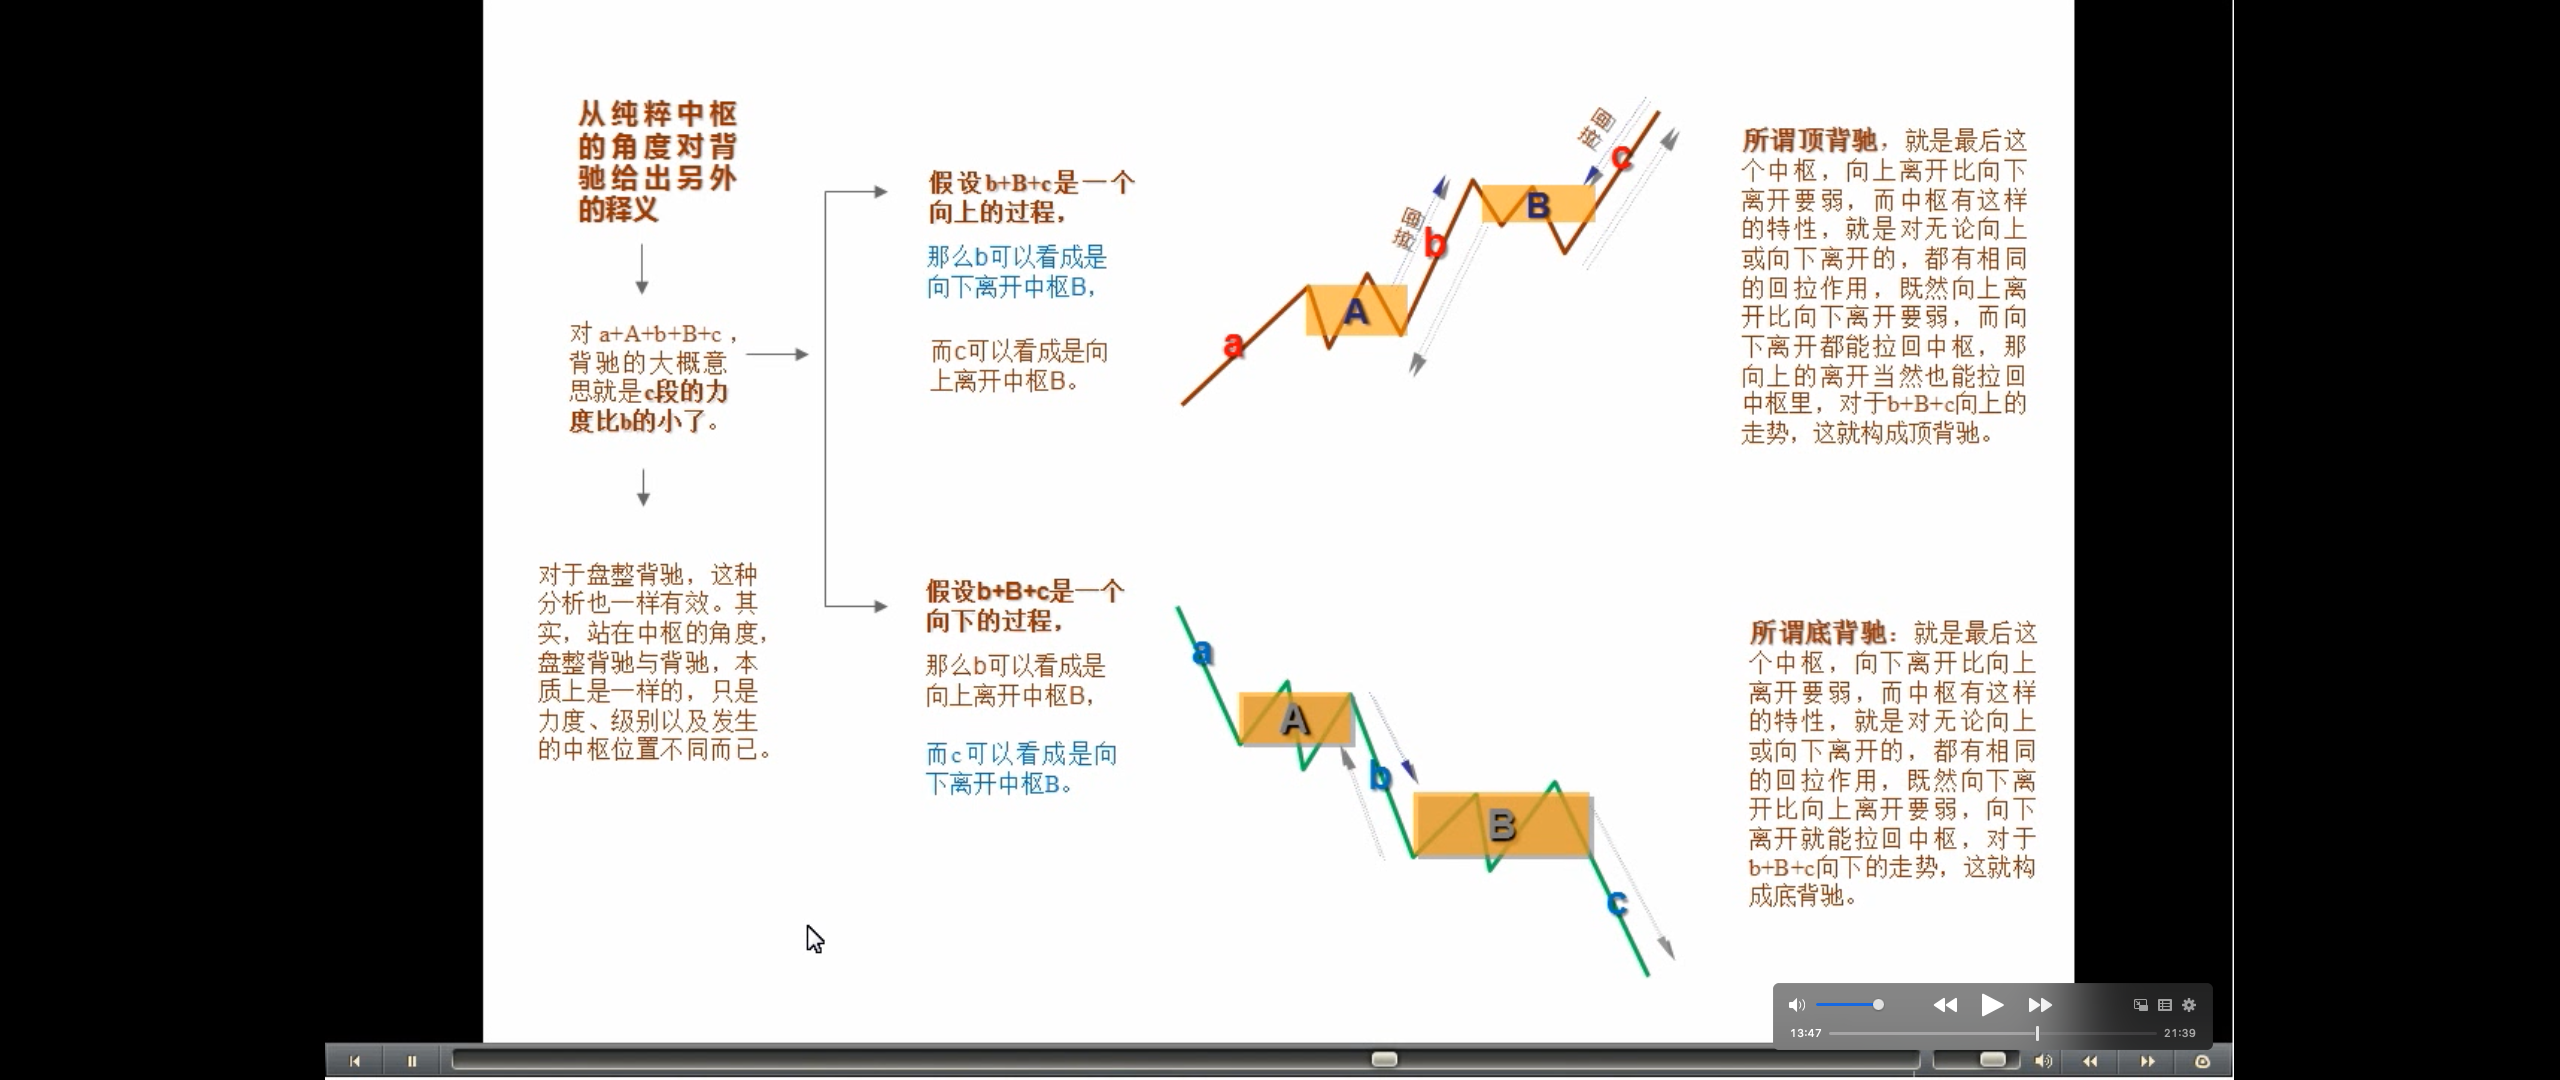 从纯粹中枢
的角度对背
驰给出另外
的释义
对 a+A+b+B+c，
背驰的大概意
思就是c段的力
度比b的小了。
对于盘整背驰，这种
分析也一样有效。其
实，站在中枢的角度，
盘整背驰与背驰，本
质上是一样的，只是
力度、级别以及发生
的中枢位置不同而已。
假设b+B+c是一个
向上的过程，
那么b可以看成是
向下离开中枢B，
而c可以看成是向
上离开中枢B。
a
A
回拉
b
B
回拉
c
所谓顶背驰，就是最后这
个中枢，向上离开比向下
离开要弱，而中枢有这样
的特性，就是对无论向上
或向下离开的，都有相同
的回拉作用，既然向上离
开比向下离开要弱，而向
下离开都能拉回中枢，那
向上的离开当然也能拉回
中枢里，对于b+B+c向上的
走势，这就构成顶背驰。
假设b+B+c是一个
向下的过程，
那么b可以看成是
向上离开中枢B，
而c可以看成是向
下离开中枢B。
a
A
b
B
c
所谓底背驰：就是最后这
个中枢，向下离开比向上
离开要弱，而中枢有这样
的特性，就是对无论向上
或向下离开的，都有相同
的回拉作用，既然向下离
开比向上离开要弱，向下
离开就能拉回中枢，对于
b+B+c向下的走势，这就构
成底背驰。
13:47
21:39